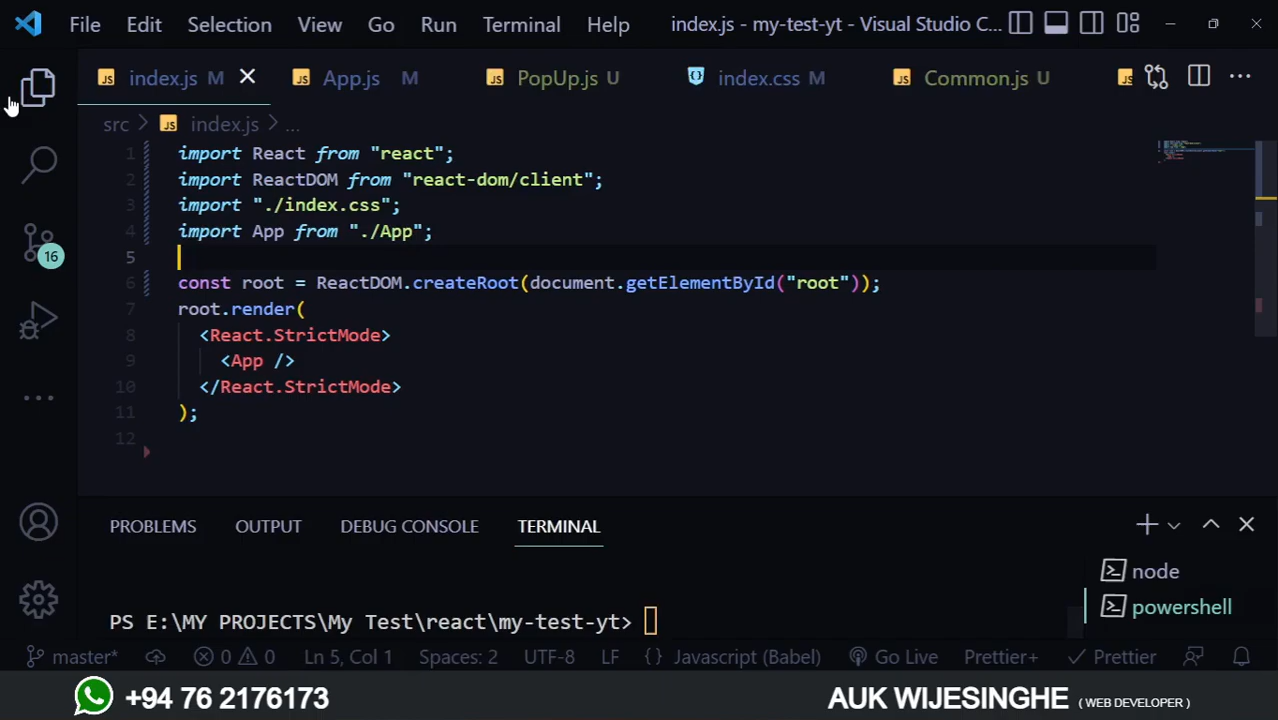 File Edit Selection View Go Run Terminal Help index.js - my-test-yt - Visual Studio C...
index.js M App.js M PopUp.js U index.css M Common.js U
src > index.js > ...
1 import React from "react";
2 import ReactDOM from "react-dom/client";
3 import "./index.css";
4 import App from "./App";
5
6 const root = ReactDOM.createRoot(document.getElementById("root"));
7 root.render(
8 <React.StrictMode>
9 <App />
10 </React.StrictMode>
11 );
12
16
PROBLEMS OUTPUT DEBUG CONSOLE TERMINAL
node
powershell
PS E:\MY PROJECTS\My Test\react\my-test-yt>
master* 0 0 Ln 5, Col 1 Spaces: 2 UTF-8 LF {} Javascript (Babel) Go Live Prettier+ Prettier
+94 76 2176173 AUK WIJESINGHE ( WEB DEVELOPER )